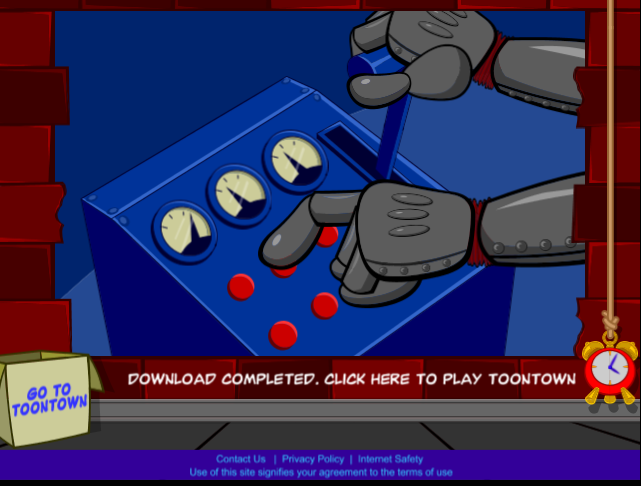 DOWNLOAD COMPLETED. CLICK HERE TO PLAY TOONTOWN
GO TO
TOONTOWN
Contact Us | Privacy Policy | Internet Safety
Use of this site signifies your agreement to the terms of use